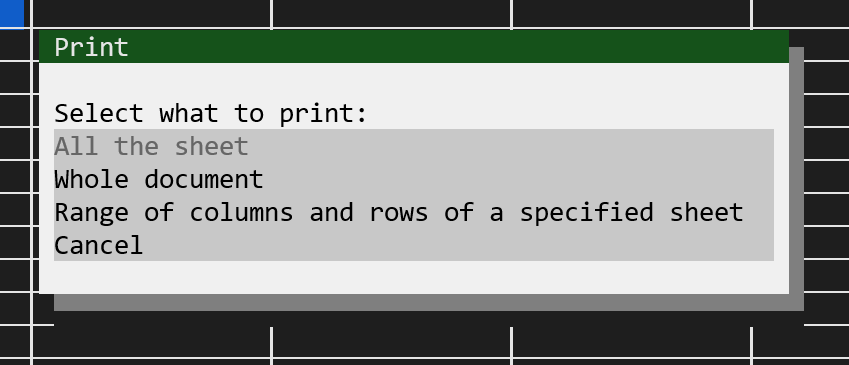 Print
Select what to print:
All the sheet
Whole document
Range of columns and rows of a specified sheet
Cancel